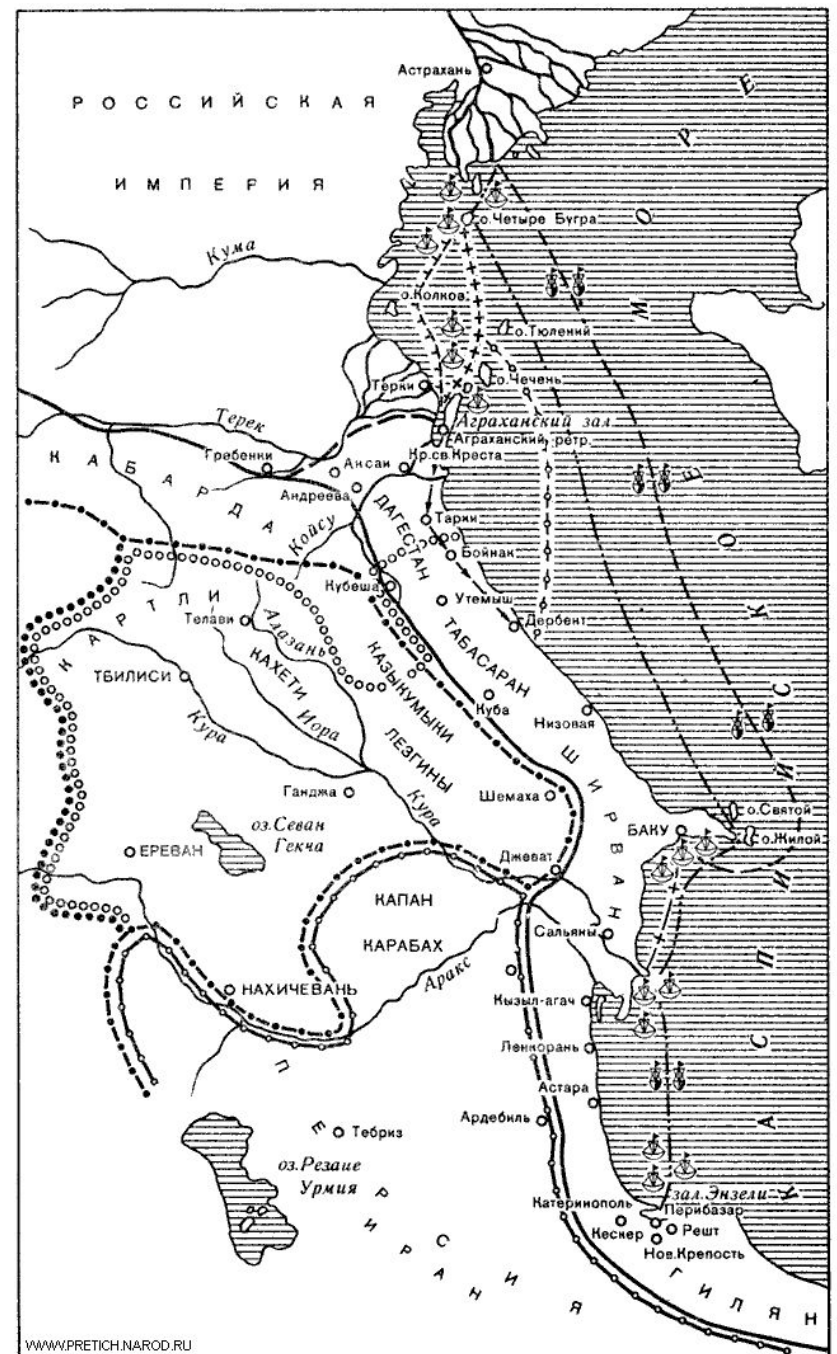 Астрахань
РОССИЙСКАЯ
ИМПЕРИЯ
о.Четыре Бугра
Кума
о.Колков
о.Тюлений
Терки
о.Чечень
Терек
Аграханский зал.
Аграханский ретр.
Гребенки
Аксаи
Кр.св.Креста
КАБАРДА
Андреева
Койсу
ДАГЕСТАН
Тарки
Бойнак
Кубеша
Утемыш
Дербент
КАРТЛИ
Телави
Алазань
ТАБАСАРАН
ТБИЛИСИ
КАХЕТИ
КАЗЫКУМЫКИ
Куба
Низовая
Кура
Иора
ЛЕЗГИНЫ
ШИРВАН
Ганджа
Кура
Шемаха
оз.Севан
Гекча
о.Святой
БАКУ
о.Жилой
ЕРЕВАН
Джеват
КАПАН
КАРАБАХ
Сальяны
Аракс
НАХИЧЕВАНЬ
Кызыл-агач
Ленкорань
Астара
Ардебиль
Тебриз
оз.Резаие
Урмия
ПЕРСИЯ
ИРАН
зал.Энзели
Катеринополь
Перибазар
Кескер
Решт
Нов.Крепость
ГИЛЯН
КАСПИЙСКОЕ МОРЕ
WWW.PRETICH.NAROD.RU